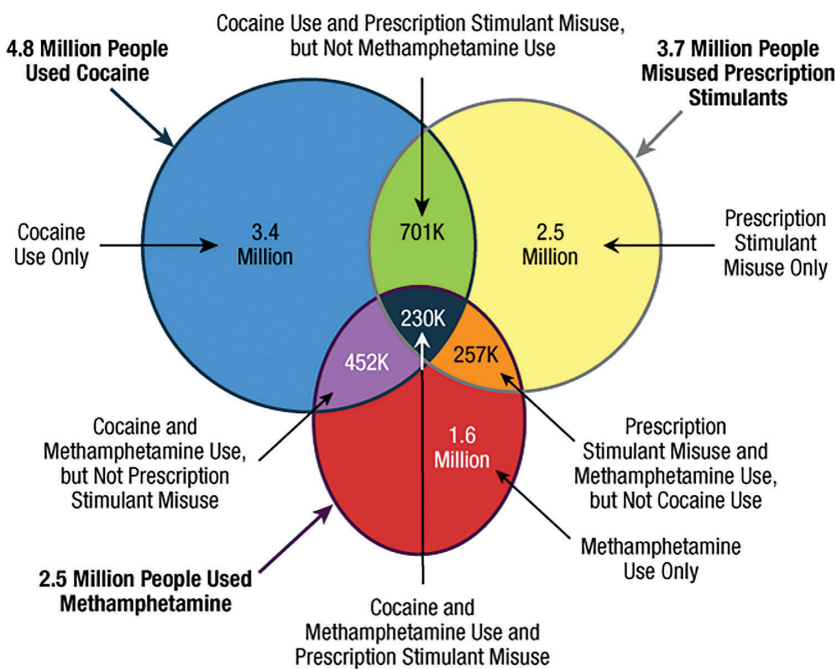 Cocaine Use and Prescription Stimulant Misuse,
but Not Methamphetamine Use
4.8 Million People
Used Cocaine
3.7 Million People
Misused Prescription
Stimulants
Cocaine
Use Only
3.4
Million
701K
2.5
Million
Prescription
Stimulant
Misuse Only
230K
452K
257K
Cocaine and
Methamphetamine Use,
but Not Prescription
Stimulant Misuse
1.6
Million
Prescription
Stimulant Misuse and
Methamphetamine Use,
but Not Cocaine Use
Methamphetamine
Use Only
2.5 Million People Used
Methamphetamine
Cocaine and
Methamphetamine Use and
Prescription Stimulant Misuse